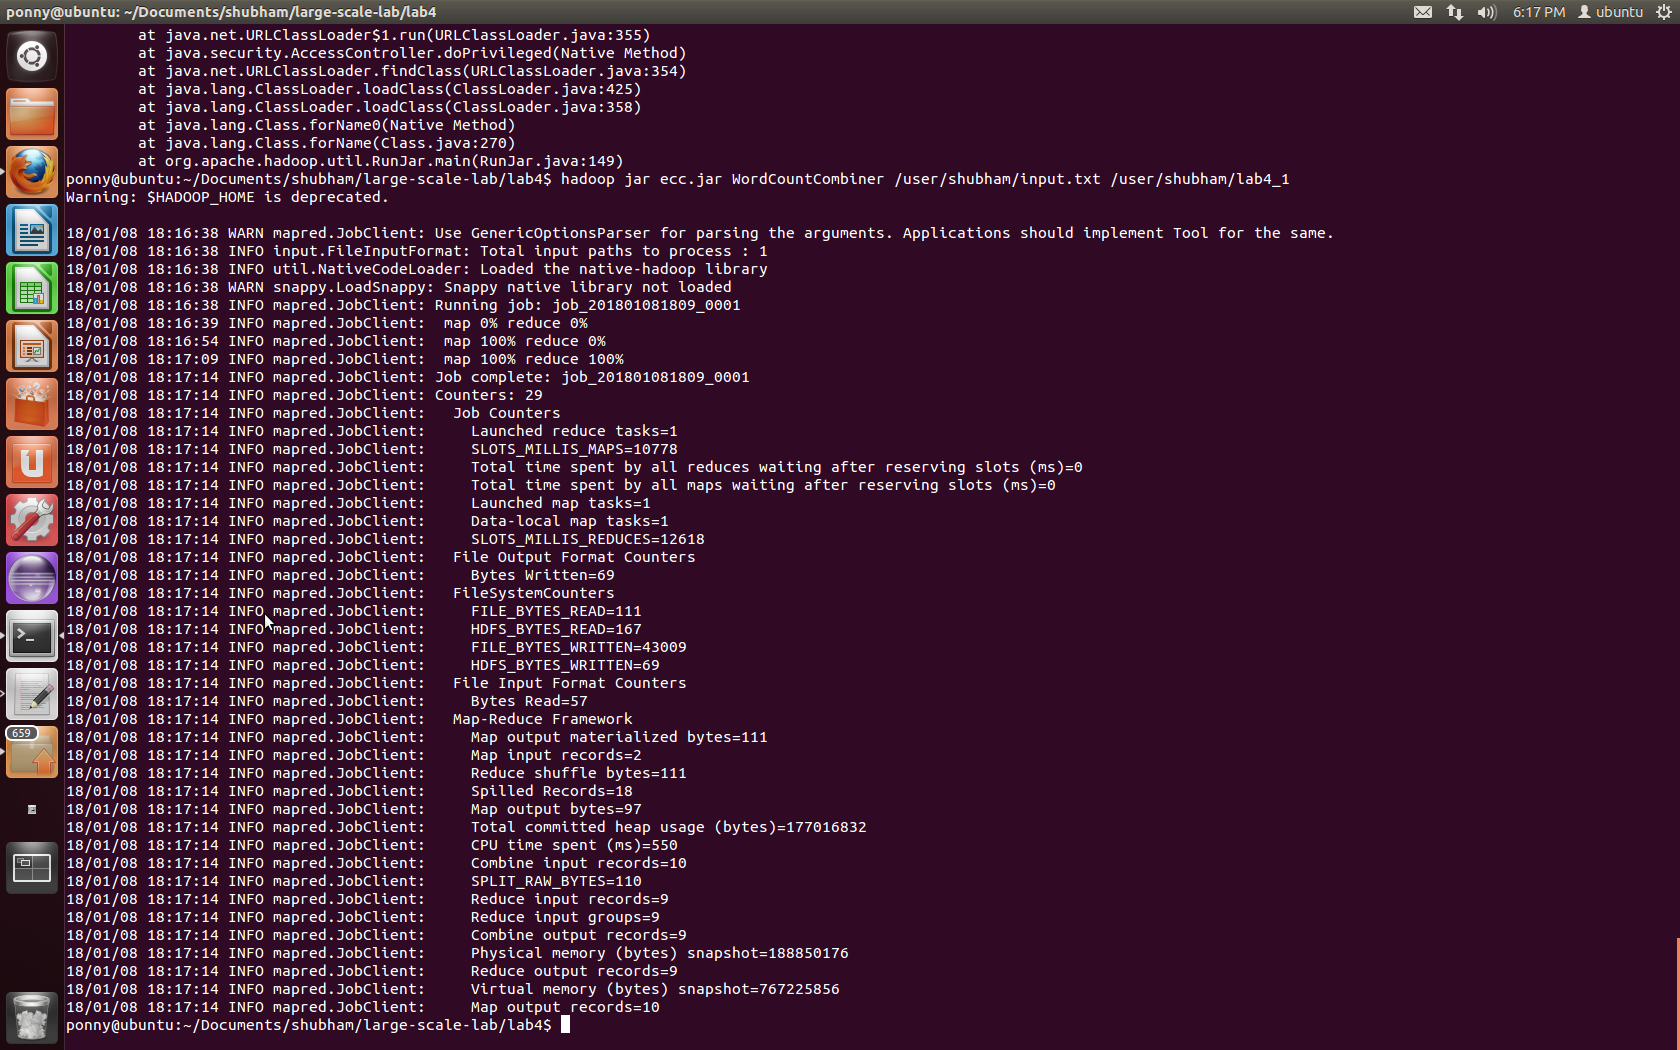 ponny@ubuntu: ~/Documents/shubham/large-scale-lab/lab4
6:17 PM ubuntu
at java.net.URLClassLoader$1.run(URLClassLoader.java:355)
at java.security.AccessController.doPrivileged(Native Method)
at java.net.URLClassLoader.findClass(URLClassLoader.java:354)
at java.lang.ClassLoader.loadClass(ClassLoader.java:425)
at java.lang.ClassLoader.loadClass(ClassLoader.java:358)
at java.lang.Class.forName0(Native Method)
at java.lang.Class.forName(Class.java:270)
at org.apache.hadoop.util.RunJar.main(RunJar.java:149)
ponny@ubuntu:~/Documents/shubham/large-scale-lab/lab4$ hadoop jar ecc.jar WordCountCombiner /user/shubham/input.txt /user/shubham/lab4_1
Warning: $HADOOP_HOME is deprecated.
18/01/08 18:16:38 WARN mapred.JobClient: Use GenericOptionsParser for parsing the arguments. Applications should implement Tool for the same.
18/01/08 18:16:38 INFO input.FileInputFormat: Total input paths to process : 1
18/01/08 18:16:38 INFO util.NativeCodeLoader: Loaded the native-hadoop library
18/01/08 18:16:38 WARN snappy.LoadSnappy: Snappy native library not loaded
18/01/08 18:16:38 INFO mapred.JobClient: Running job: job_201801081809_0001
18/01/08 18:16:39 INFO mapred.JobClient:  map 0% reduce 0%
18/01/08 18:16:54 INFO mapred.JobClient:  map 100% reduce 0%
18/01/08 18:17:09 INFO mapred.JobClient:  map 100% reduce 100%
18/01/08 18:17:14 INFO mapred.JobClient: Job complete: job_201801081809_0001
18/01/08 18:17:14 INFO mapred.JobClient: Counters: 29
18/01/08 18:17:14 INFO mapred.JobClient:   Job Counters
18/01/08 18:17:14 INFO mapred.JobClient:     Launched reduce tasks=1
18/01/08 18:17:14 INFO mapred.JobClient:     SLOTS_MILLIS_MAPS=10778
18/01/08 18:17:14 INFO mapred.JobClient:     Total time spent by all reduces waiting after reserving slots (ms)=0
18/01/08 18:17:14 INFO mapred.JobClient:     Total time spent by all maps waiting after reserving slots (ms)=0
18/01/08 18:17:14 INFO mapred.JobClient:     Launched map tasks=1
18/01/08 18:17:14 INFO mapred.JobClient:     Data-local map tasks=1
18/01/08 18:17:14 INFO mapred.JobClient:     SLOTS_MILLIS_REDUCES=12618
18/01/08 18:17:14 INFO mapred.JobClient:   File Output Format Counters
18/01/08 18:17:14 INFO mapred.JobClient:     Bytes Written=69
18/01/08 18:17:14 INFO mapred.JobClient:   FileSystemCounters
18/01/08 18:17:14 INFO mapred.JobClient:     FILE_BYTES_READ=111
18/01/08 18:17:14 INFO mapred.JobClient:     HDFS_BYTES_READ=167
18/01/08 18:17:14 INFO mapred.JobClient:     FILE_BYTES_WRITTEN=43009
18/01/08 18:17:14 INFO mapred.JobClient:     HDFS_BYTES_WRITTEN=69
18/01/08 18:17:14 INFO mapred.JobClient:   File Input Format Counters
18/01/08 18:17:14 INFO mapred.JobClient:     Bytes Read=57
18/01/08 18:17:14 INFO mapred.JobClient:   Map-Reduce Framework
18/01/08 18:17:14 INFO mapred.JobClient:     Map output materialized bytes=111
18/01/08 18:17:14 INFO mapred.JobClient:     Map input records=2
18/01/08 18:17:14 INFO mapred.JobClient:     Reduce shuffle bytes=111
18/01/08 18:17:14 INFO mapred.JobClient:     Spilled Records=18
18/01/08 18:17:14 INFO mapred.JobClient:     Map output bytes=97
18/01/08 18:17:14 INFO mapred.JobClient:     Total committed heap usage (bytes)=177016832
18/01/08 18:17:14 INFO mapred.JobClient:     CPU time spent (ms)=550
18/01/08 18:17:14 INFO mapred.JobClient:     Combine input records=10
18/01/08 18:17:14 INFO mapred.JobClient:     SPLIT_RAW_BYTES=110
18/01/08 18:17:14 INFO mapred.JobClient:     Reduce input records=9
18/01/08 18:17:14 INFO mapred.JobClient:     Reduce input groups=9
18/01/08 18:17:14 INFO mapred.JobClient:     Combine output records=9
18/01/08 18:17:14 INFO mapred.JobClient:     Physical memory (bytes) snapshot=188850176
18/01/08 18:17:14 INFO mapred.JobClient:     Reduce output records=9
18/01/08 18:17:14 INFO mapred.JobClient:     Virtual memory (bytes) snapshot=767225856
18/01/08 18:17:14 INFO mapred.JobClient:     Map output records=10
ponny@ubuntu:~/Documents/shubham/large-scale-lab/lab4$
659